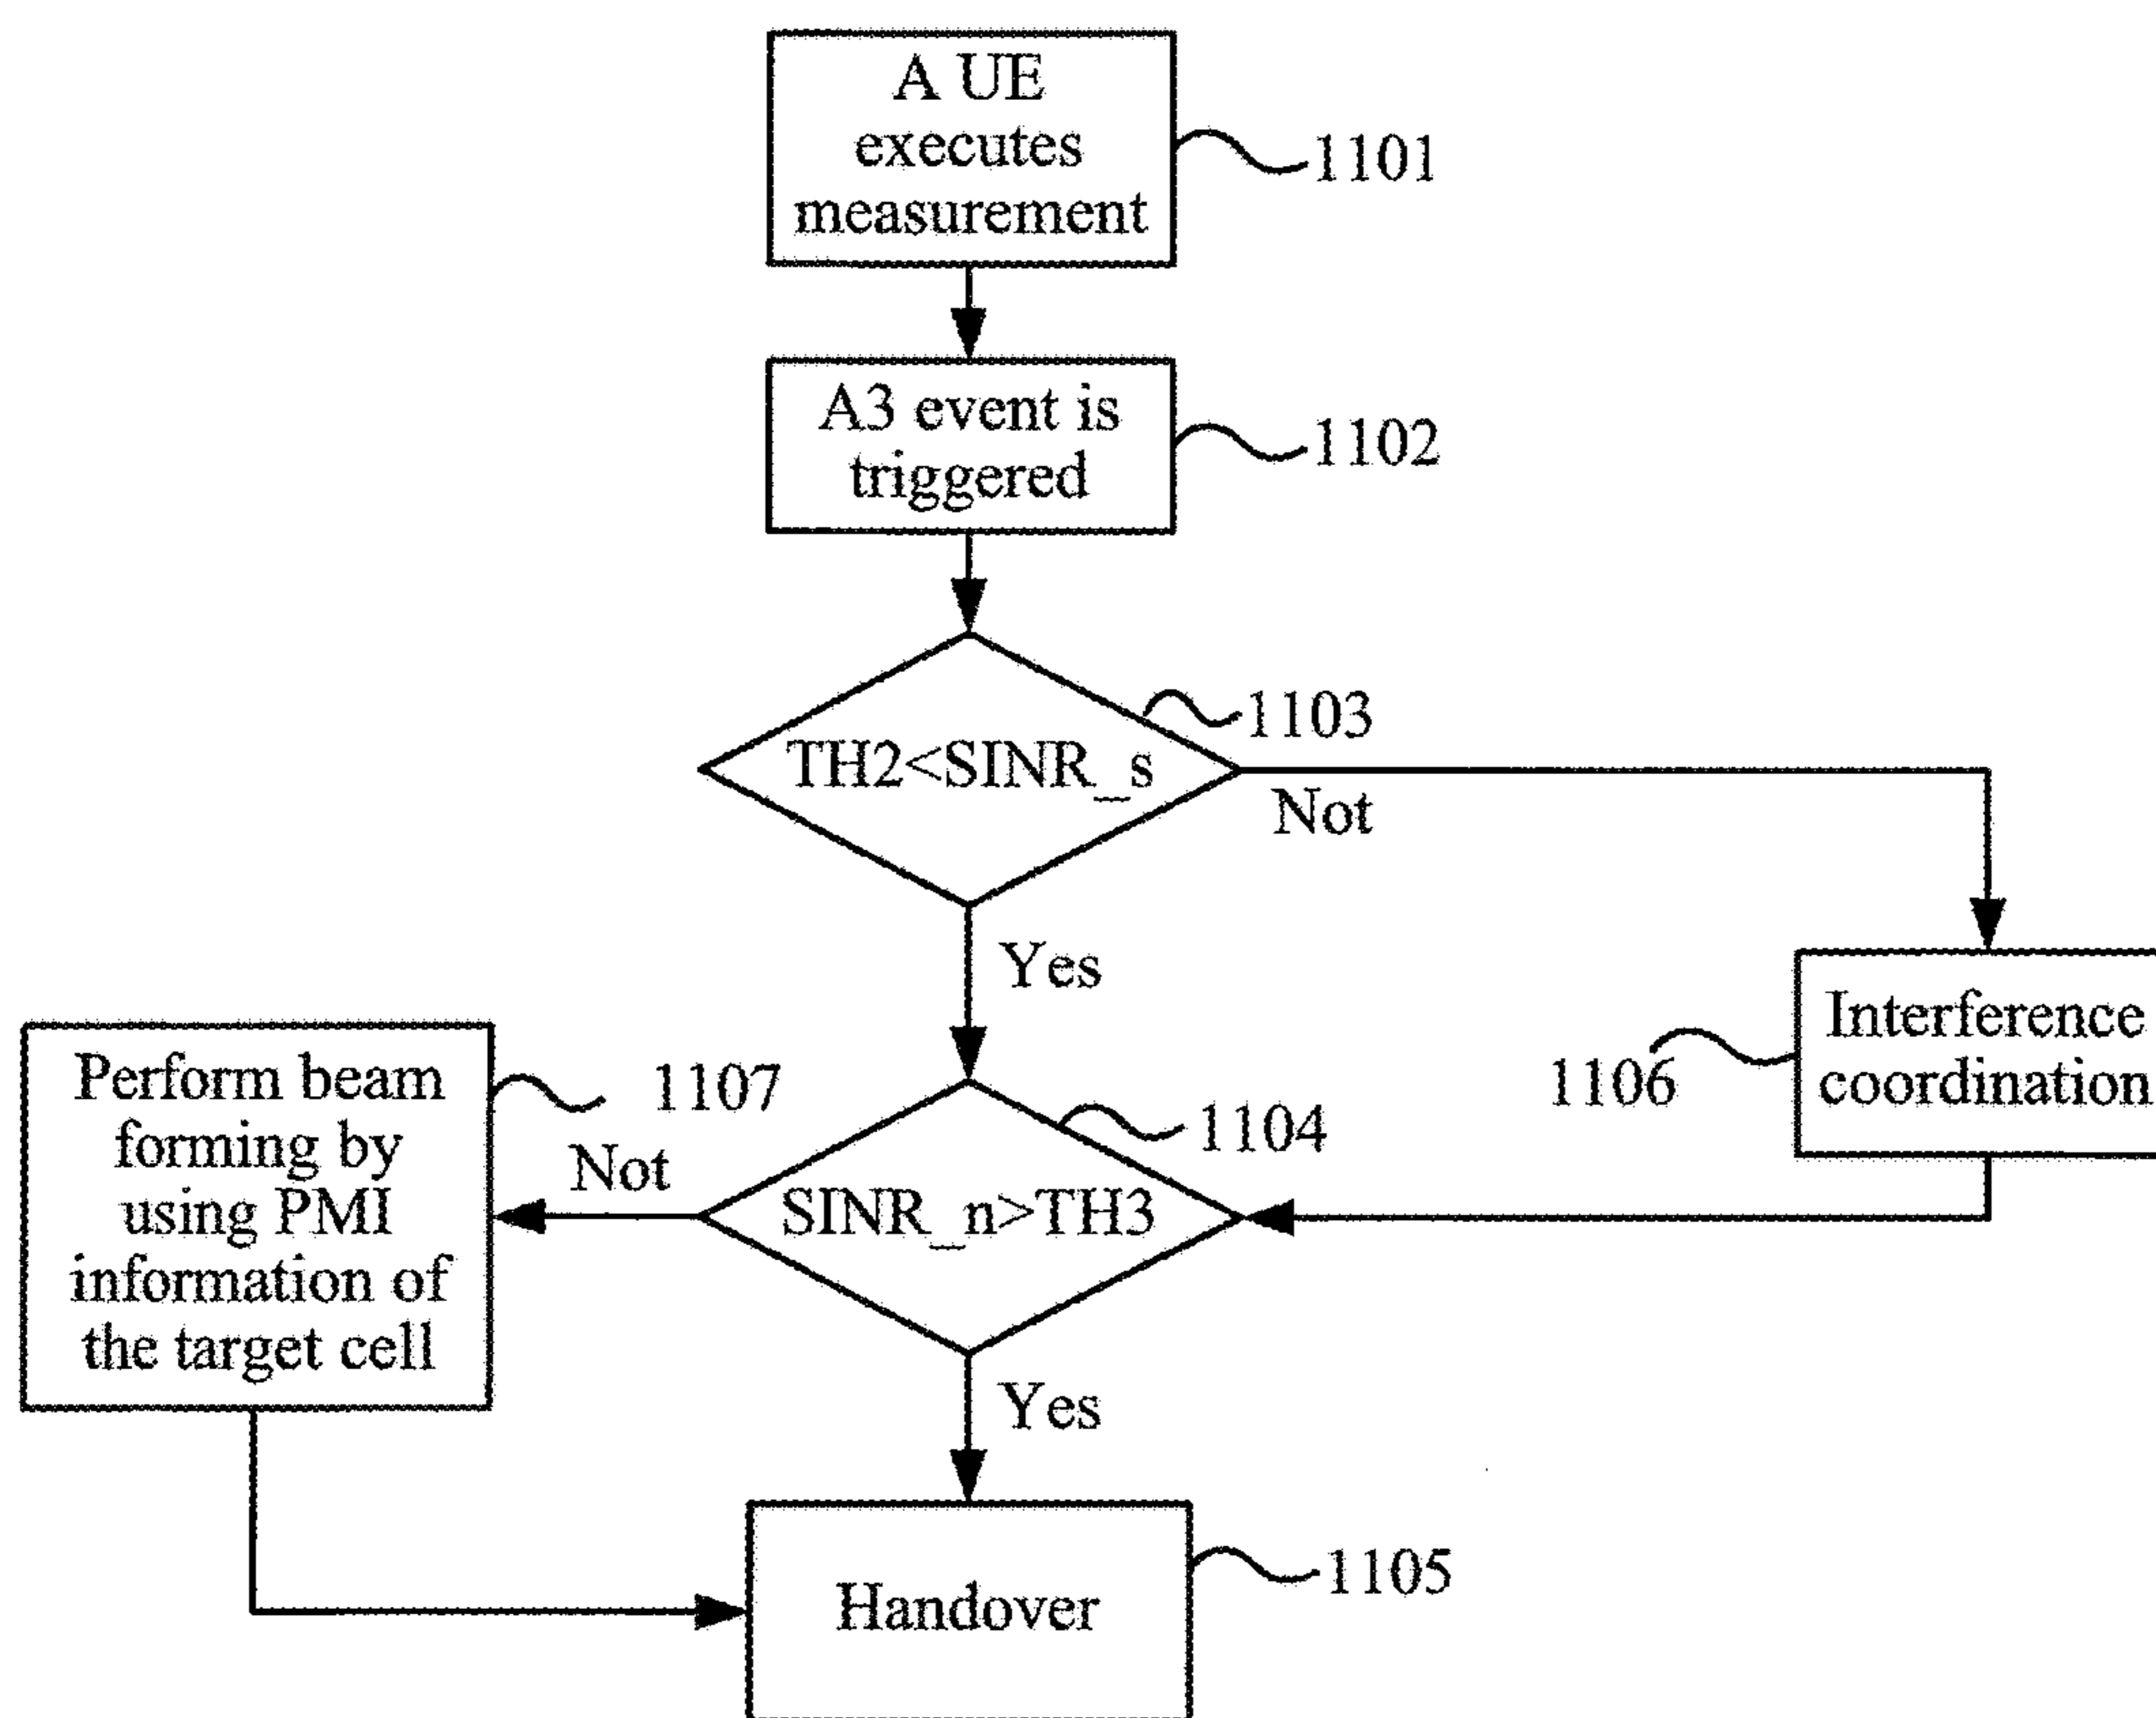 A UE
executes
measurement
1101
A3 event is
triggered
1102
1103
TH2<SINR_s
Not
Yes
Interference
coordination
1106
Perform beam
forming by
using PMI
information of
the target cell
1107
Not
1104
SINR_n>TH3
Yes
Handover
1105